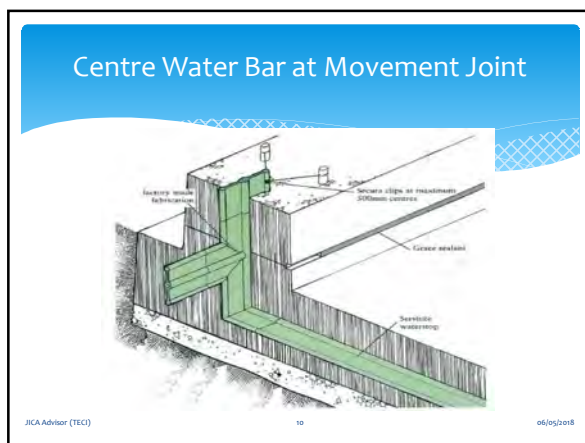 Centre Water Bar at Movement Joint
factory made
fabrication
Secure clips at maximum
300mm centres
Grace sealant
Servitite
waterstop
JICA Advisor (TECI)
10
06/05/2018